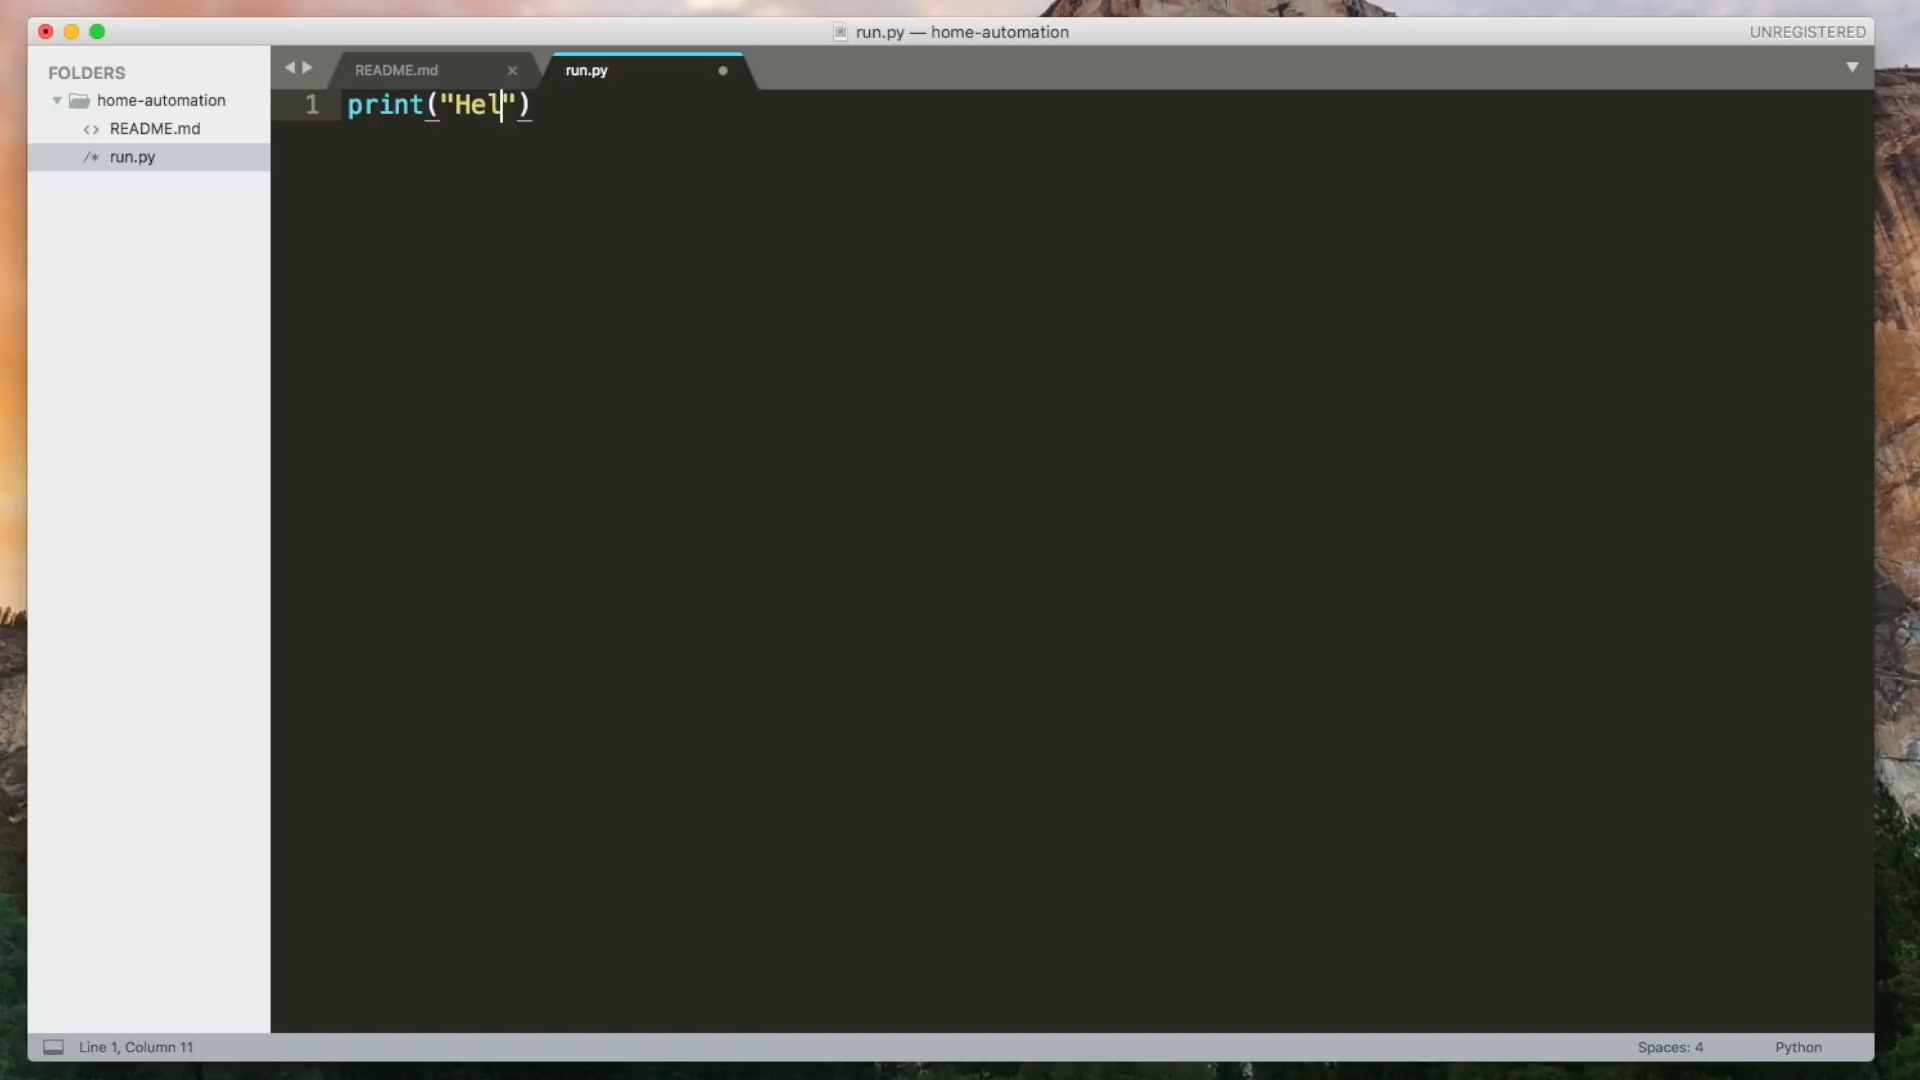 run.py — home-automation
UNREGISTERED
FOLDERS
home-automation
<> README.md
/* run.py
README.md ×
run.py
1 print("Hel")
Line 1, Column 11
Spaces: 4
Python